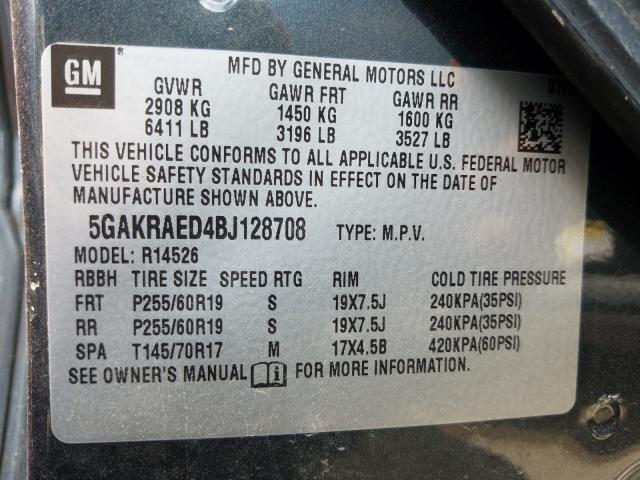 GM
MFD BY GENERAL MOTORS LLC
GVWR GAWR FRT GAWR RR
2908 KG 1450 KG 1600 KG
6411 LB 3196 LB 3527 LB
THIS VEHICLE CONFORMS TO ALL APPLICABLE U.S. FEDERAL MOTOR
VEHICLE SAFETY STANDARDS IN EFFECT ON THE DATE OF
MANUFACTURE SHOWN ABOVE.
5GAKRAED4BJ128708 TYPE: M.P.V.
MODEL: R14526
RBBH TIRE SIZE SPEED RTG RIM COLD TIRE PRESSURE
FRT P255/60R19 S 19X7.5J 240KPA(35PSI)
RR P255/60R19 S 19X7.5J 240KPA(35PSI)
SPA T145/70R17 M 17X4.5B 420KPA(60PSI)
SEE OWNER'S MANUAL FOR MORE INFORMATION.